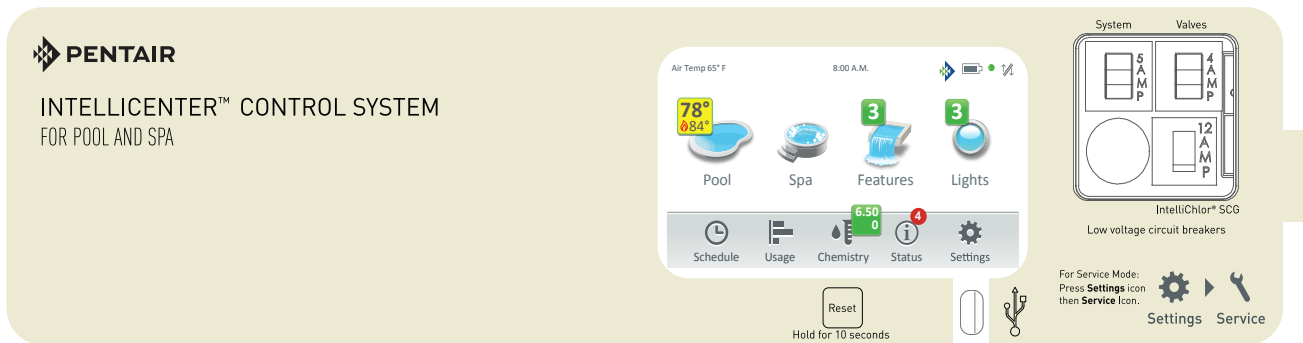 PENTAIR
INTELLICENTER™ CONTROL SYSTEM
FOR POOL AND SPA
Air Temp 65° F
8:00 A.M.
78°
84°
3
3
Pool
Spa
Features
Lights
6.50
0
4
Schedule
Usage
Chemistry
Status
Settings
Reset
Hold for 10 seconds
System
Valves
5 AMP
4 AMP
12 AMP
IntelliChlor® SCG
Low voltage circuit breakers
For Service Mode:
Press Settings icon
then Service Icon.
Settings
Service